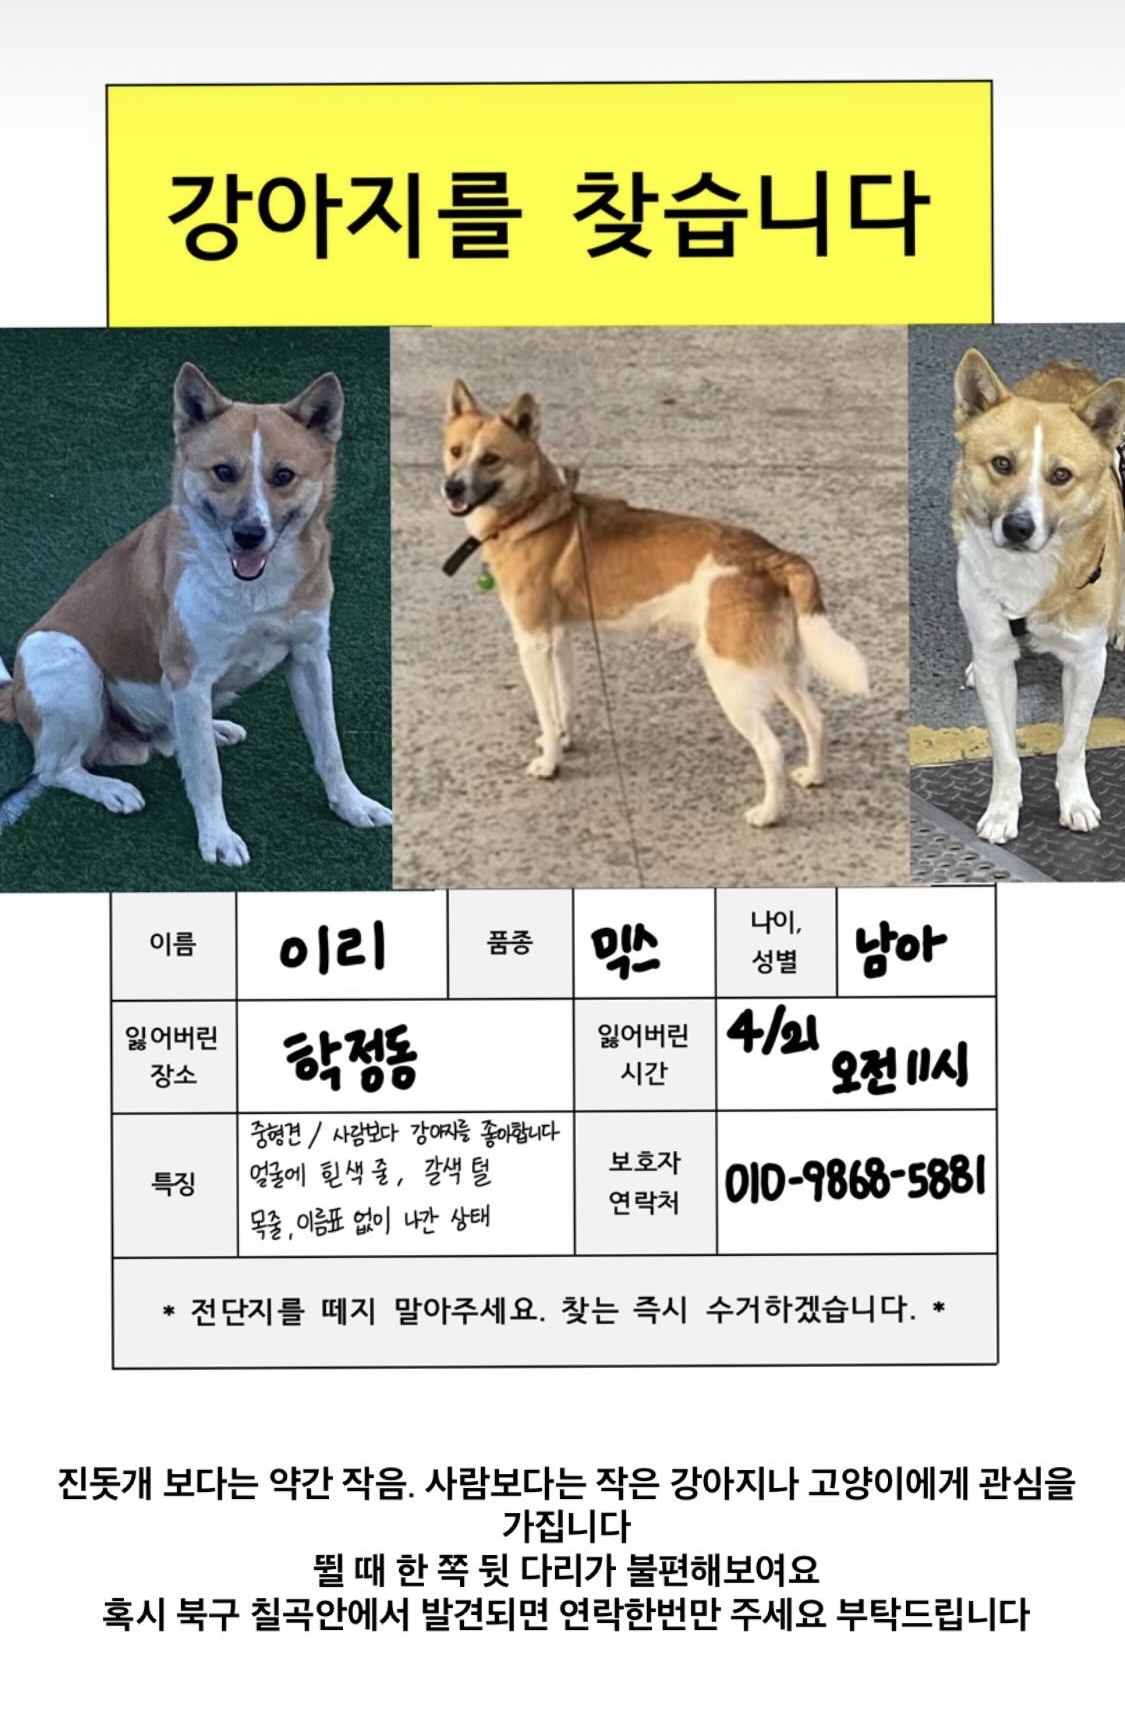 강아지를 찾습니다
이름 이리 품종 믹스 나이, 성별 남아
잃어버린 장소 학정동 잃어버린 시간 4/21 오전 11시
특징
중형견 / 사람보다 강아지를 좋아합니다
얼굴에 흰색 줄, 갈색 털
목줄, 이름표 없이 나간 상태
보호자 연락처 010-9868-5881
* 전단지를 떼지 말아주세요. 찾는 즉시 수거하겠습니다. *
진돗개 보다는 약간 작음. 사람보다는 작은 강아지나 고양이에게 관심을
가집니다
뛸 때 한 쪽 뒷 다리가 불편해보여요
혹시 북구 칠곡안에서 발견되면 연락한번만 주세요 부탁드립니다